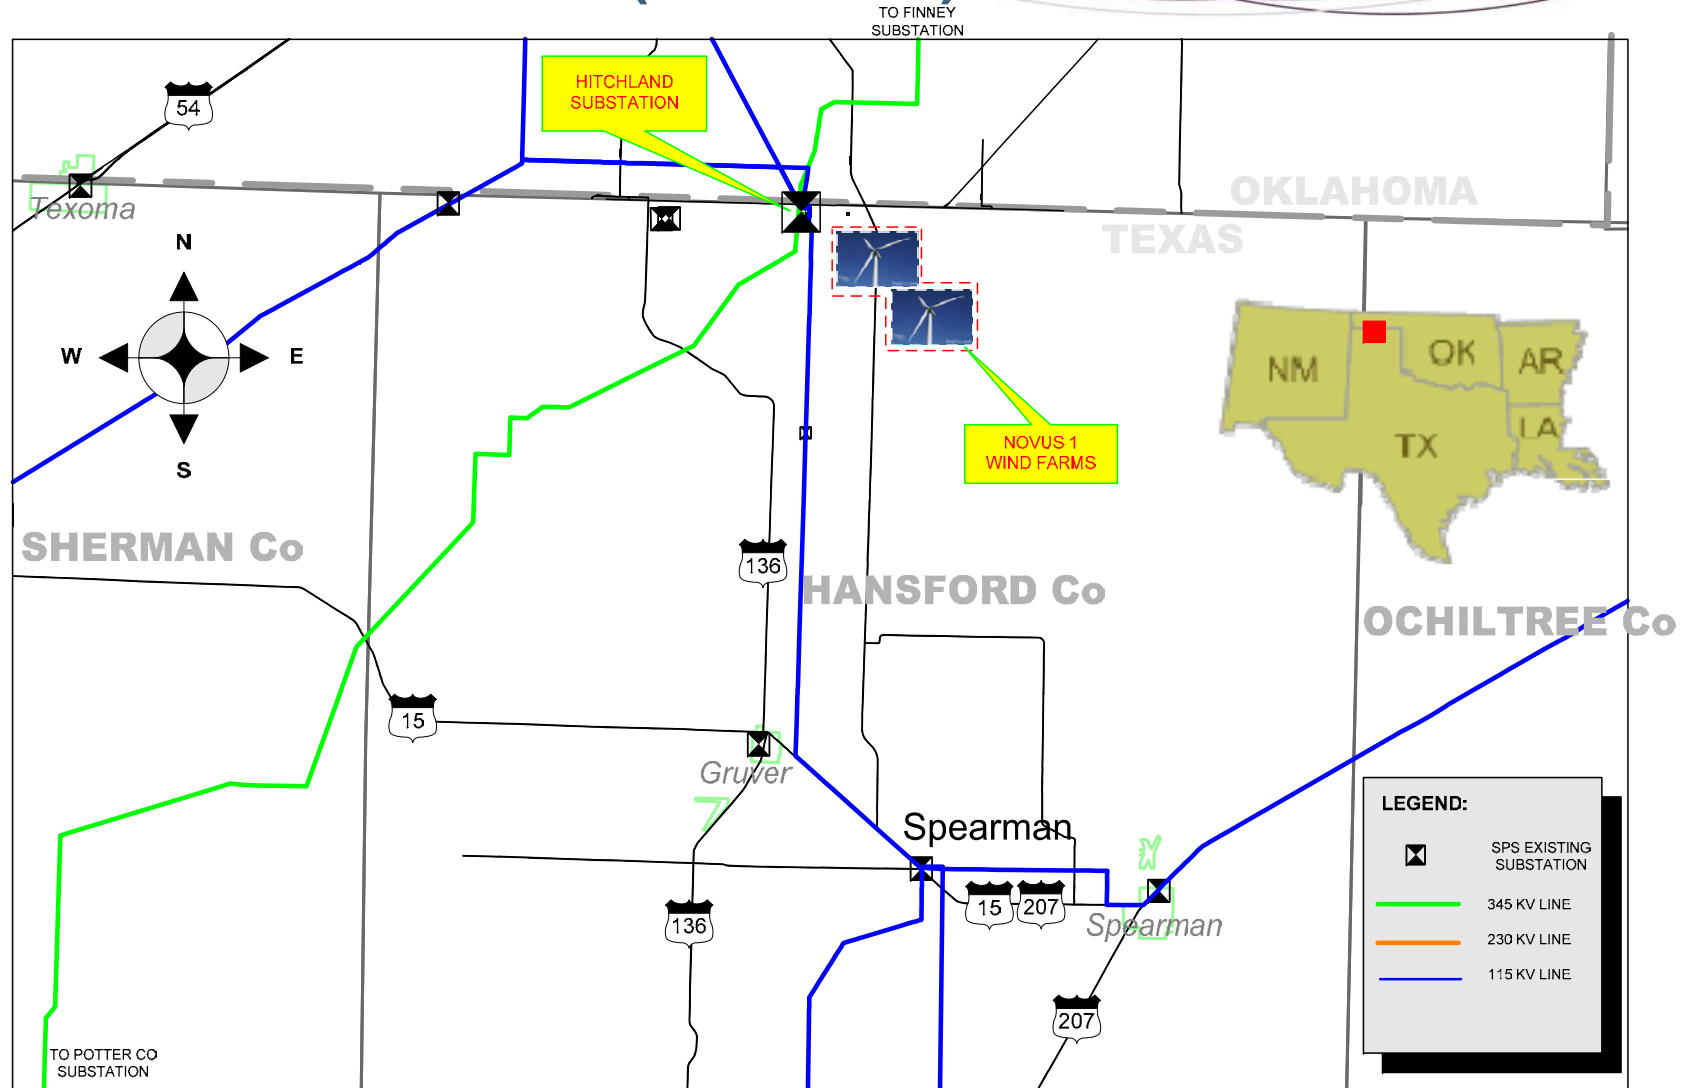 TO FINNEY
SUBSTATION
HITCHLAND
SUBSTATION
54
Texoma
OKLAHOMA
TEXAS
N
W
E
S
NM
OK
AR
TX
LA
NOVUS 1
WIND FARMS
SHERMAN Co
136
HANSFORD Co
OCHILTREE Co
15
Gruver
Spearman
15
207
136
Spearman
207
TO POTTER CO
SUBSTATION
LEGEND:
SPS EXISTING
SUBSTATION
345 KV LINE
230 KV LINE
115 KV LINE